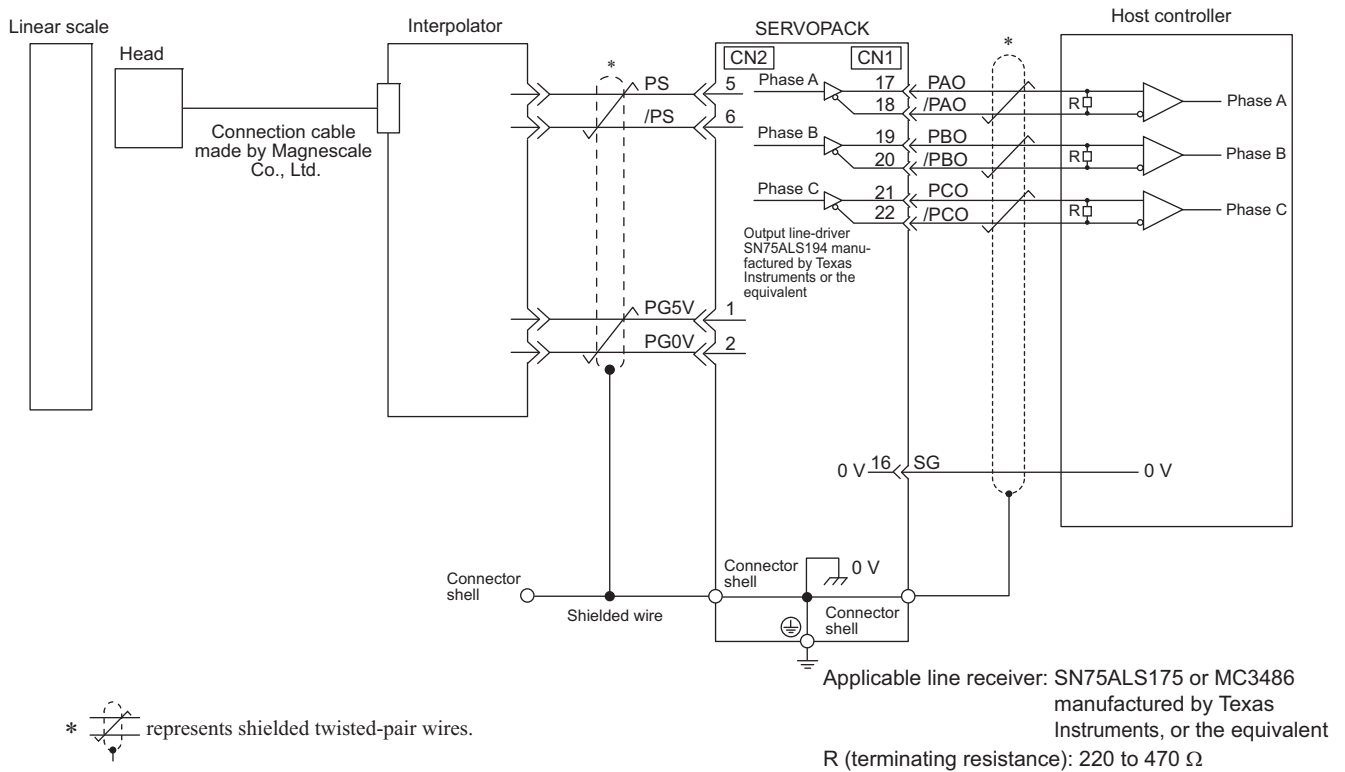 Linear scale
Head
Connection cable
made by Magnescale
Co., Ltd.
Interpolator
*
PS
/PS
PG5V
PG0V
SERVOPACK
CN2
CN1
5
6
1
2
Phase A
17
PAO
18
/PAO
Phase B
19
PBO
20
/PBO
Phase C
21
PCO
22
/PCO
Output line-driver
SN75ALS194 manu-
factured by Texas
Instruments or the
equivalent
*
Host controller
R
Phase A
R
Phase B
R
Phase C
0 V
16
SG
0 V
Connector
shell
Shielded wire
Connector
shell
0 V
Connector
shell
Applicable line receiver: SN75ALS175 or MC3486
manufactured by Texas
Instruments, or the equivalent
R (terminating resistance): 220 to 470 Ω
* represents shielded twisted-pair wires.